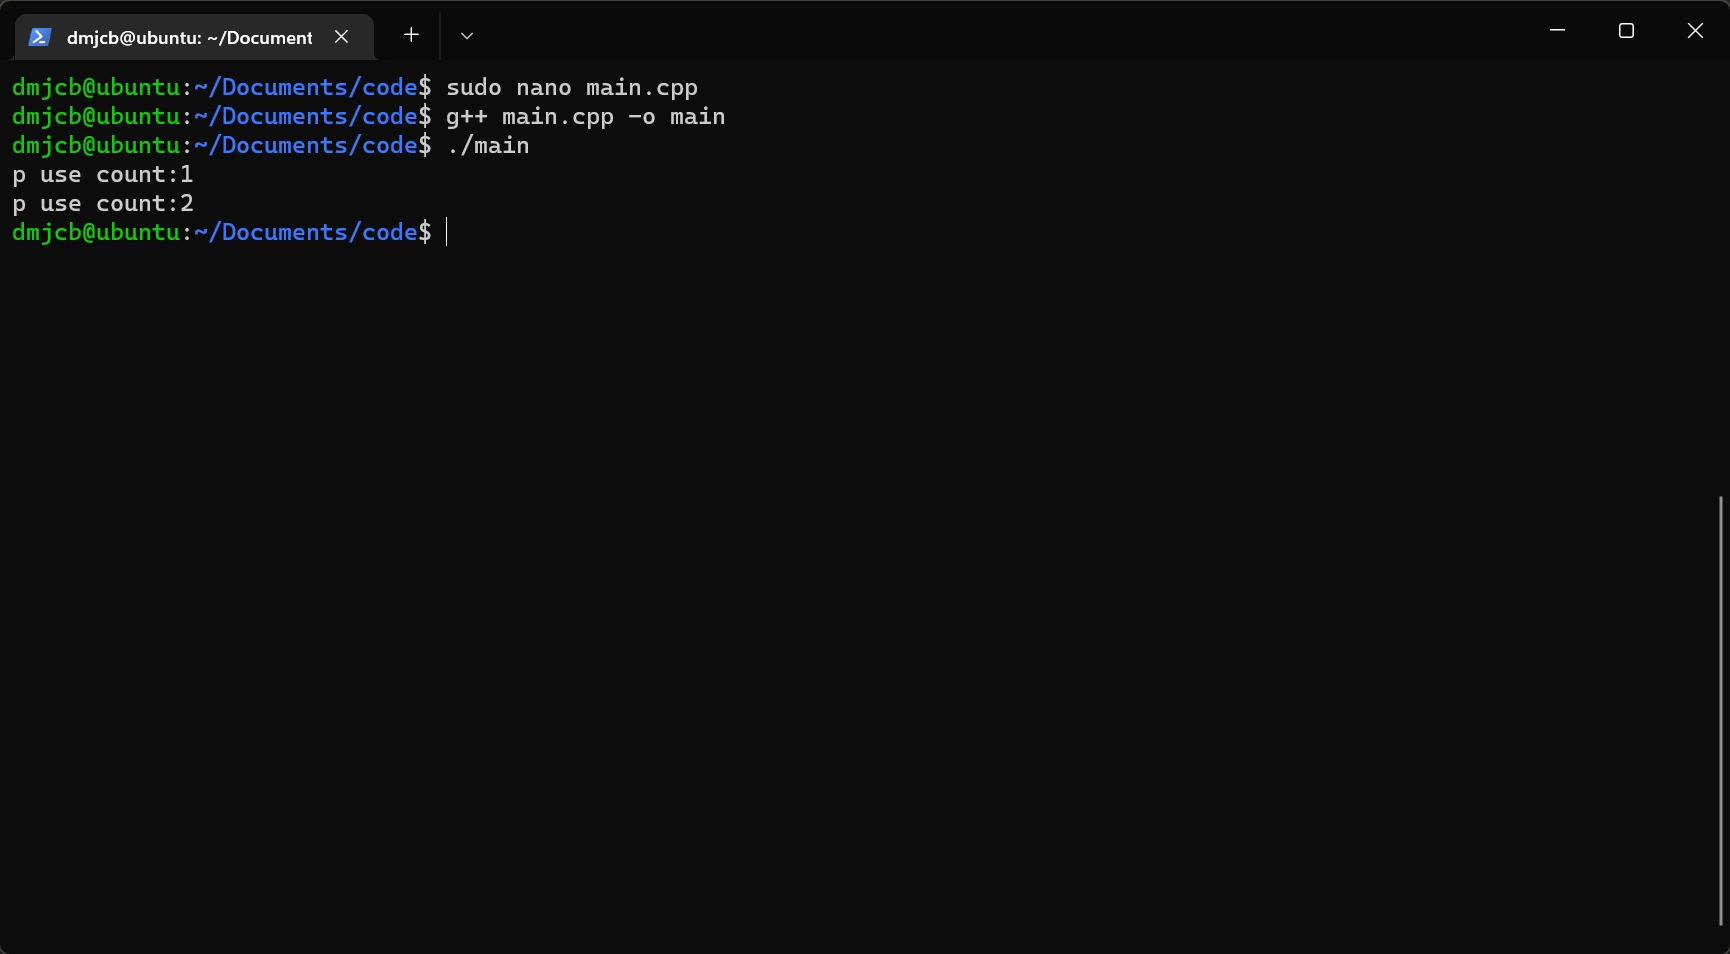 dmjcb@ubuntu: ~/Document
dmjcb@ubuntu:~/Documents/code$ sudo nano main.cpp
dmjcb@ubuntu:~/Documents/code$ g++ main.cpp -o main
dmjcb@ubuntu:~/Documents/code$ ./main
p use count:1
p use count:2
dmjcb@ubuntu:~/Documents/code$